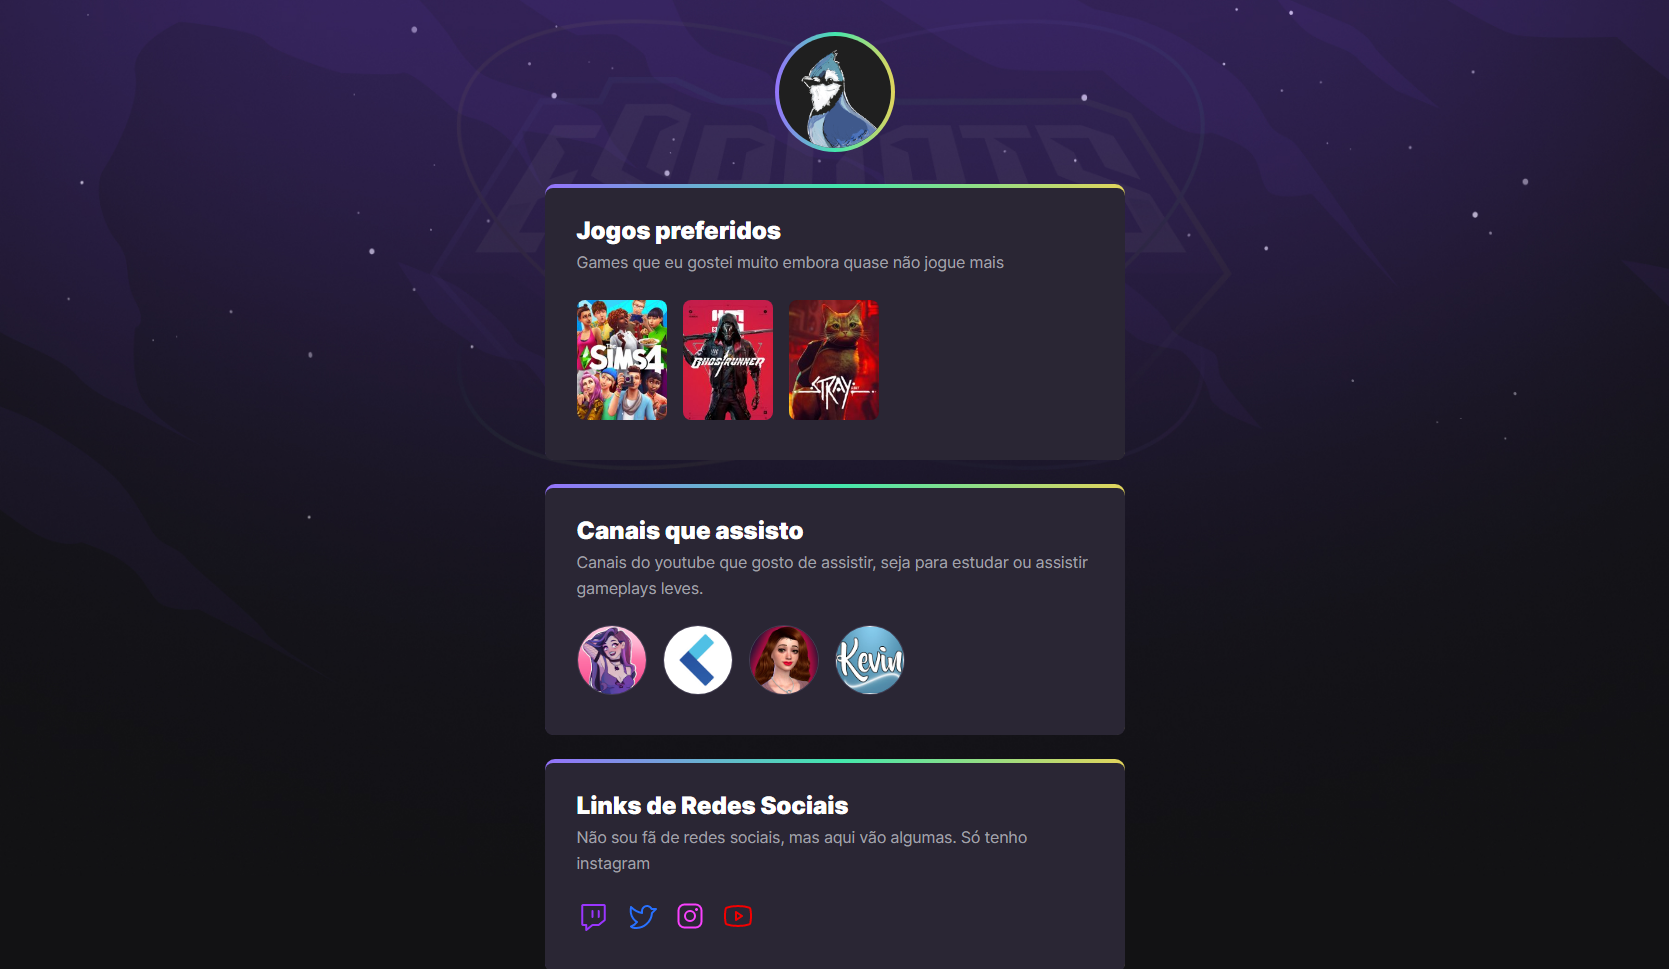 Jogos preferidos
Games que eu gostei muito embora quase não jogue mais
THE
SIMS4
GHOSTRUNNER
STRAY
Canais que assisto
Canais do youtube que gosto de assistir, seja para estudar ou assistir
gameplays leves.
Kevin
Links de Redes Sociais
Não sou fã de redes sociais, mas aqui vão algumas. Só tenho
instagram